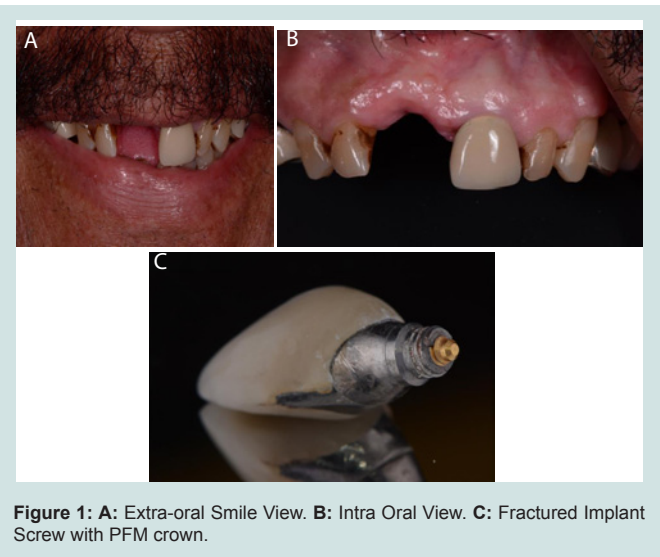 A
B
C
Figure 1: A: Extra-oral Smile View. B: Intra Oral View. C: Fractured Implant
Screw with PFM crown.